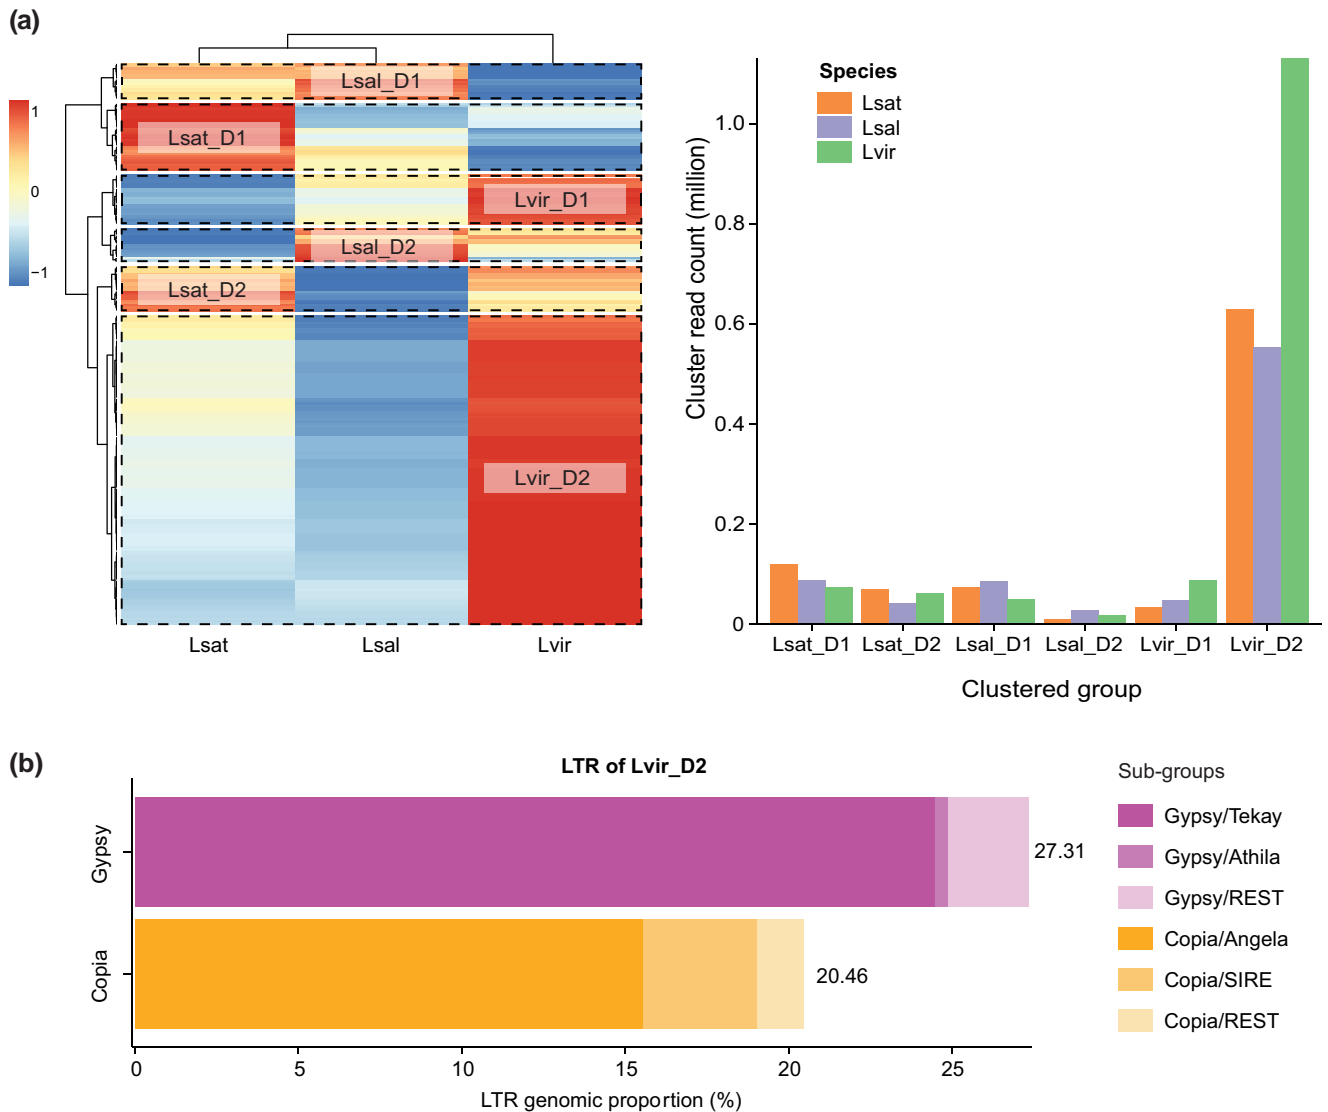 (a)
Lsal_D1
Lsat_D1
Lvir_D1
Lsal_D2
Lsat_D2
Lvir_D2
1
0
−1
Lsat
Lsal
Lvir
Species
Lsat
Lsal
Lvir
Cluster read count (million)
1.0
0.8
0.6
0.4
0.2
0
Lsat_D1
Lsat_D2
Lsal_D1
Lsal_D2
Lvir_D1
Lvir_D2
Clustered group
(b)
LTR of Lvir_D2
Gypsy
Copia
27.31
20.46
0
5
10
15
20
25
LTR genomic proportion (%)
Sub-groups
Gypsy/Tekay
Gypsy/Athila
Gypsy/REST
Copia/Angela
Copia/SIRE
Copia/REST